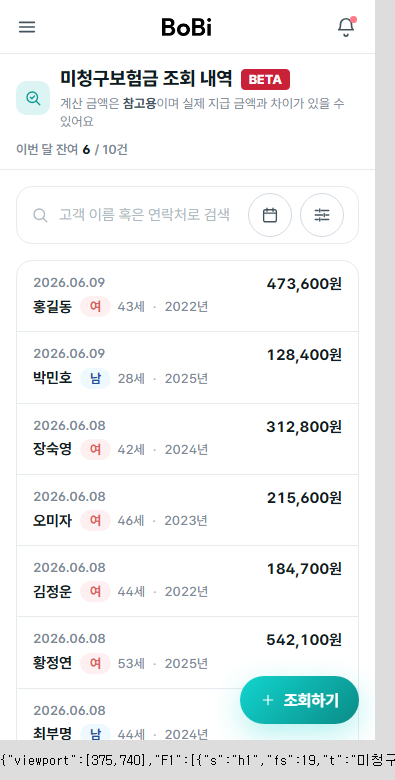 BoBi
미청구보험금 조회 내역 BETA
계산 금액은 참고용이며 실제 지급 금액과 차이가 있을 수
있어요
이번 달 잔여 6 / 10건
고객 이름 혹은 연락처로 검색
2026.06.09 473,600원
홍길동 여 43세 · 2022년
2026.06.09 128,400원
박민호 남 28세 · 2025년
2026.06.08 312,800원
장숙영 여 42세 · 2024년
2026.06.08 215,600원
오미자 여 46세 · 2023년
2026.06.08 184,700원
김정운 여 44세 · 2022년
2026.06.08 542,100원
황정연 여 53세 · 2025년
+ 조회하기
2026.06.08
최부명 남 44세 · 2024년
{"viewport":[375,740],"F1":[{"s":"h1","fs":19,"t":"미청구